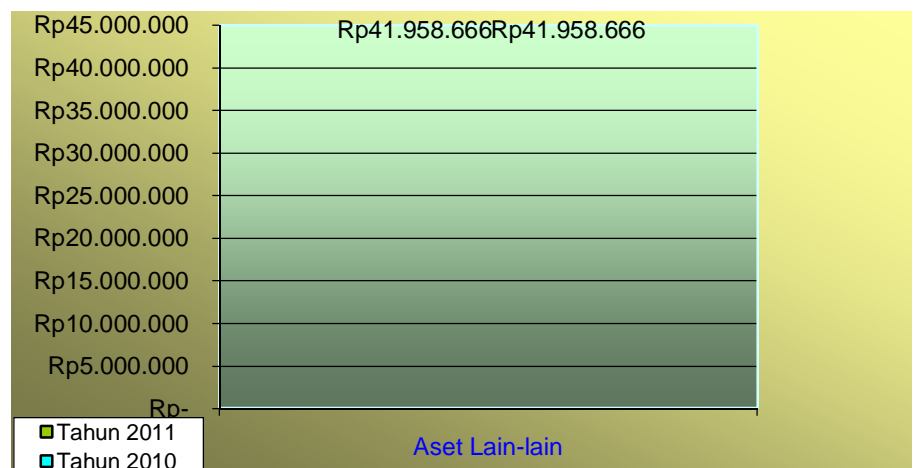 Rp45.000.000
Rp41.958.666Rp41.958.666
Rp40.000.000
Rp35.000.000
Rp30.000.000
Rp25.000.000
Rp20.000.000
Rp15.000.000
Rp10.000.000
Rp5.000.000
Rp-
Tahun 2011
Tahun 2010
Aset Lain-lain